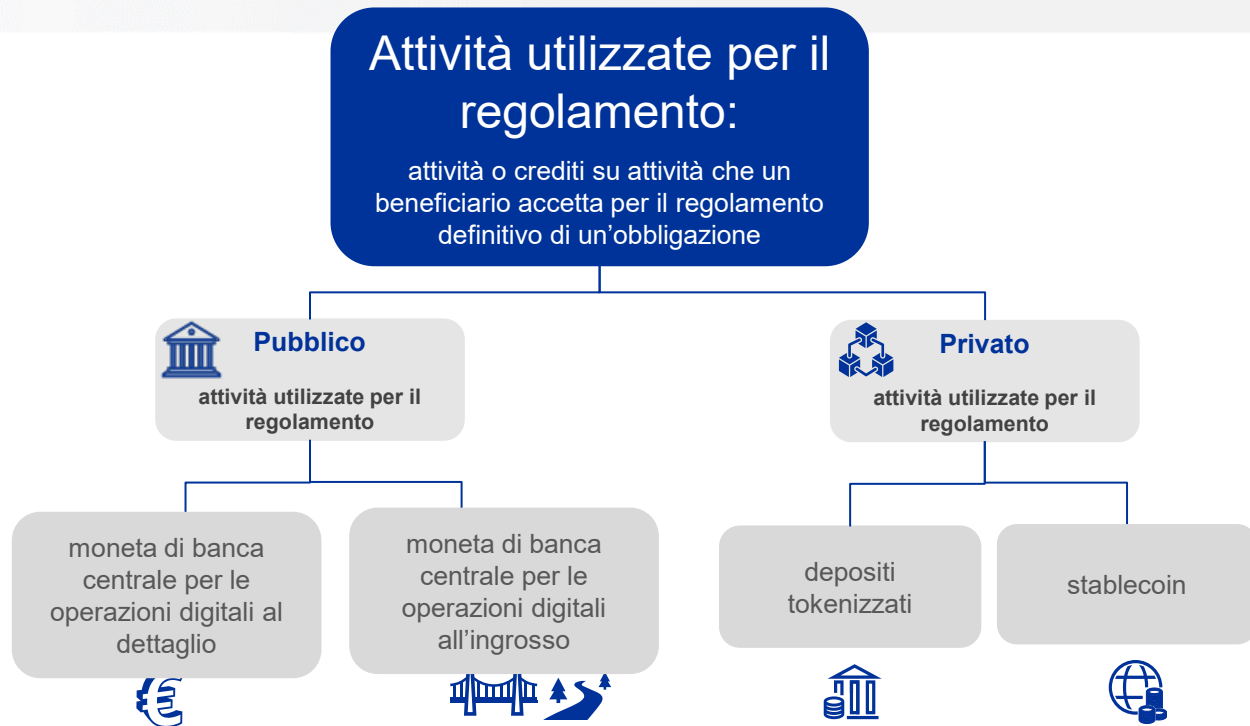 Attività utilizzate per il
regolamento:
attività o crediti su attività che un
beneficiario accetta per il regolamento
definitivo di un’obbligazione
Pubblico
attività utilizzate per il
regolamento
Privato
attività utilizzate per il
regolamento
moneta di banca
centrale per le
operazioni digitali al
dettaglio
moneta di banca
centrale per le
operazioni digitali
all’ingrosso
depositi
tokenizzati
stablecoin